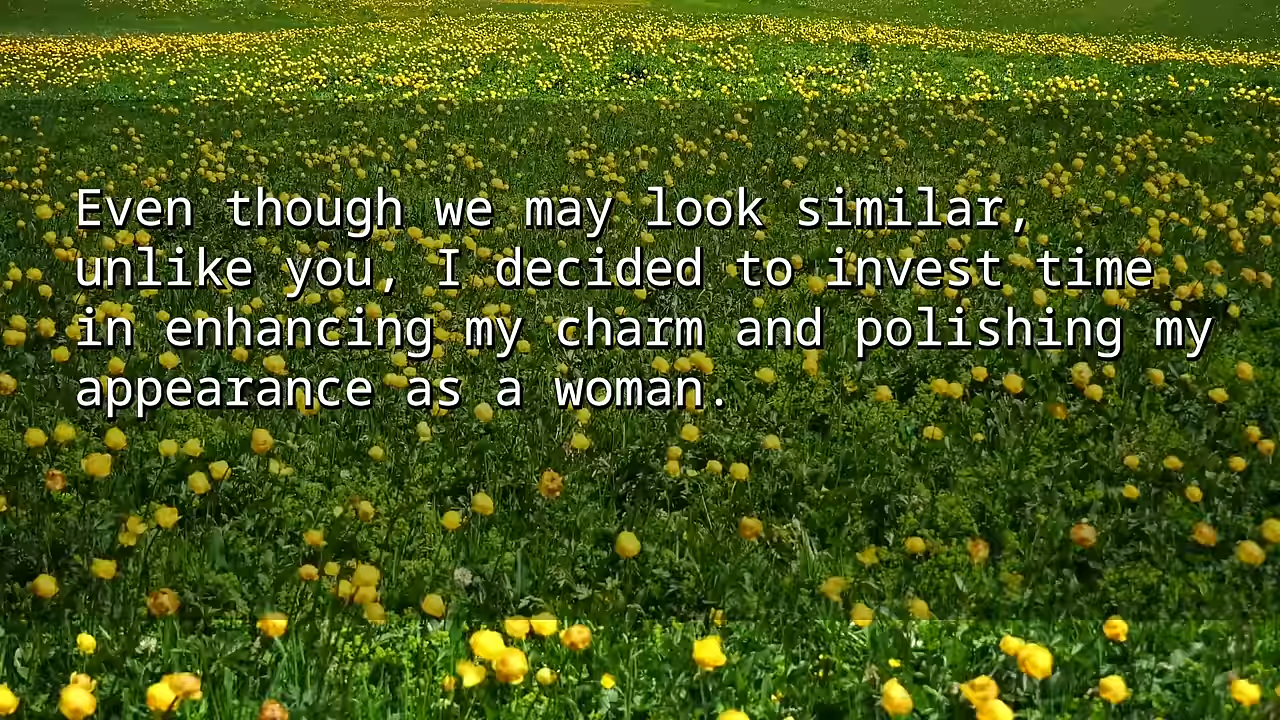 Even though we may look similar,
unlike you, I decided to invest time
in enhancing my charm and polishing my
appearance as a woman.